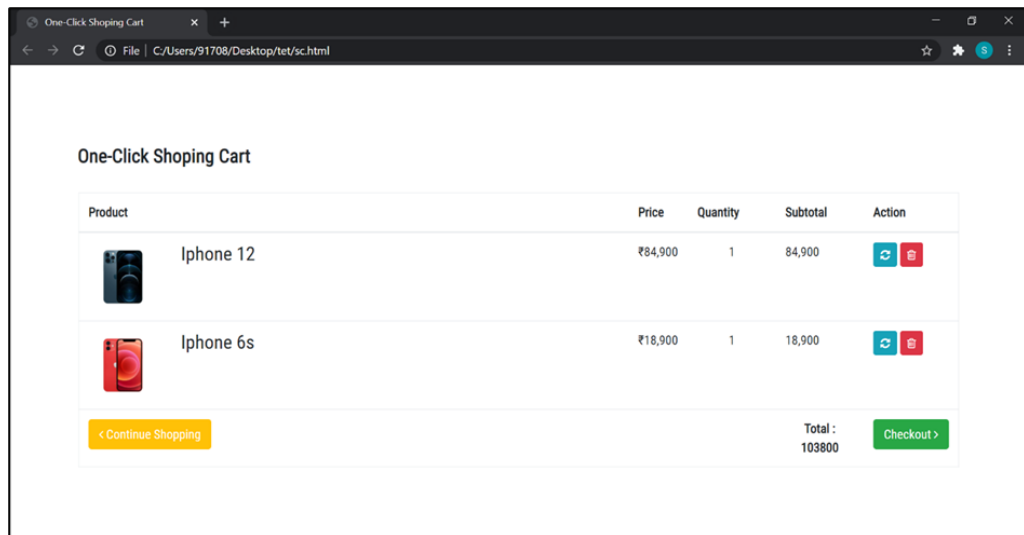 One-Click Shoping Cart
File | C:/Users/91708/Desktop/tet/sc.html
S
One-Click Shoping Cart
Product Price Quantity Subtotal Action
Iphone 12 ₹84,900 1 84,900
Iphone 6s ₹18,900 1 18,900
< Continue Shopping Total : Checkout >
103800